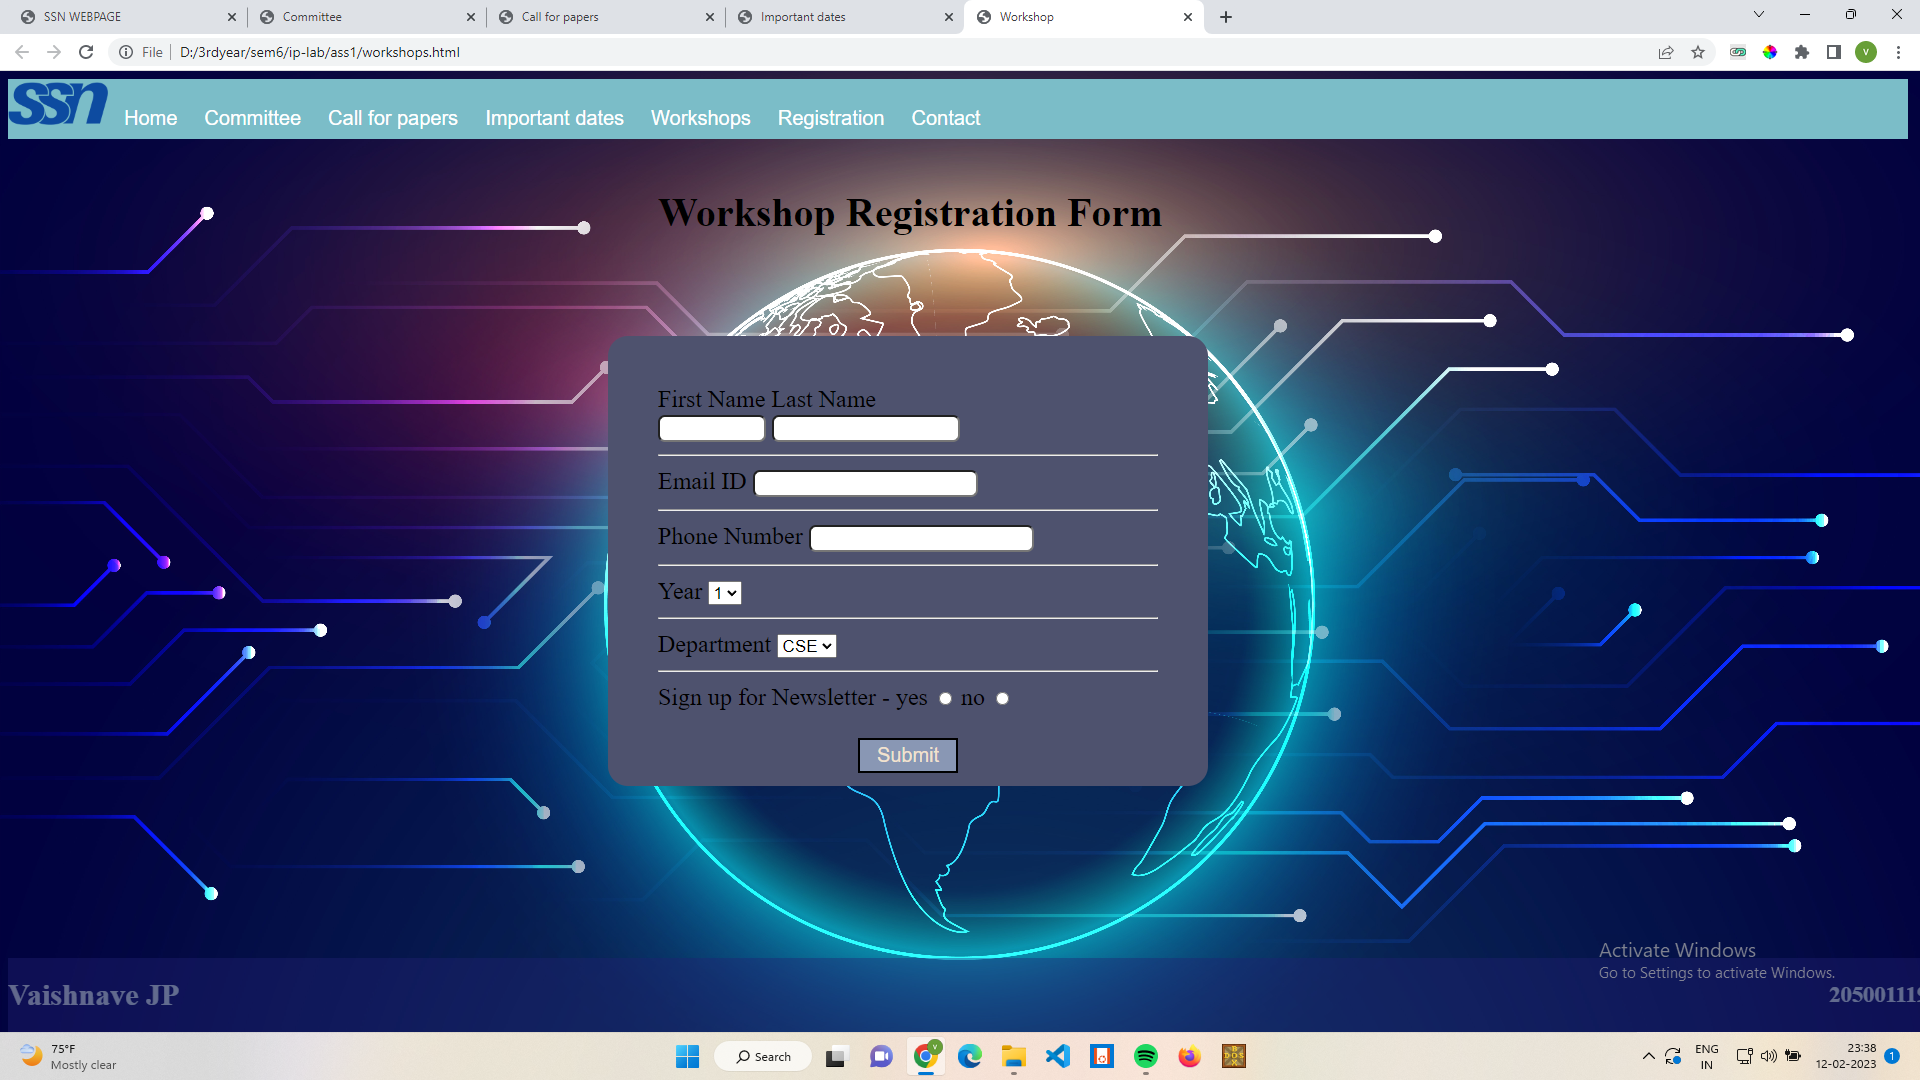 SSN WEBPAGE
Committee
Call for papers
Important dates
Workshop
File
D:/3rdyear/sem6/ip-lab/ass1/workshops.html
V
ssn
Home Committee Call for papers Important dates Workshops Registration Contact
Workshop Registration Form
First Name Last Name
Email ID
Phone Number
Year 1
Department CSE
Sign up for Newsletter - yes no
Submit
Activate Windows
Go to Settings to activate Windows.
Vaishnave JP
205001119
75°F
Mostly clear
Search
V
DOS
ENG
IN
23:38
12-02-2023
1